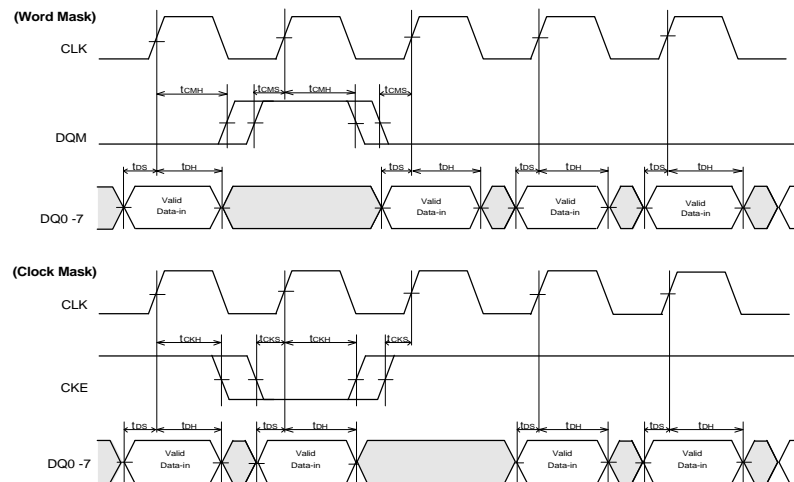 (Word Mask)
CLK
tCMH tCMS tCMH tCMS
DQM
tDS tDH tDS tDH tDS tDH tDS tDH
Valid Data-in Valid Data-in Valid Data-in Valid Data-in
DQ0 -7
(Clock Mask)
CLK
tCKH tCKS tCKH tCKS
CKE
tDS tDH tDS tDH tDS tDH tDS tDH
Valid Data-in Valid Data-in Valid Data-in Valid Data-in
DQ0 -7